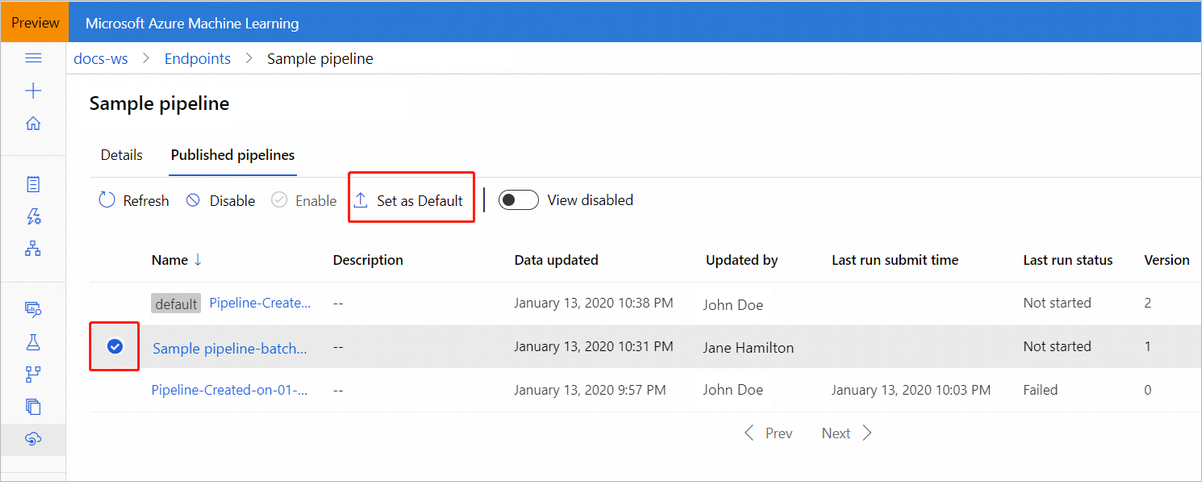 Preview Microsoft Azure Machine Learning
docs-ws > Endpoints > Sample pipeline
Sample pipeline
Details Published pipelines
Refresh Disable Enable Set as Default View disabled
Name ↓ Description Data updated Updated by Last run submit time Last run status Version
default Pipeline-Create... -- January 13, 2020 10:38 PM John Doe Not started 2
Sample pipeline-batch... -- January 13, 2020 10:31 PM Jane Hamilton Not started 1
Pipeline-Created-on-01-... -- January 13, 2020 9:57 PM John Doe January 13, 2020 10:03 PM Failed 0
Prev Next